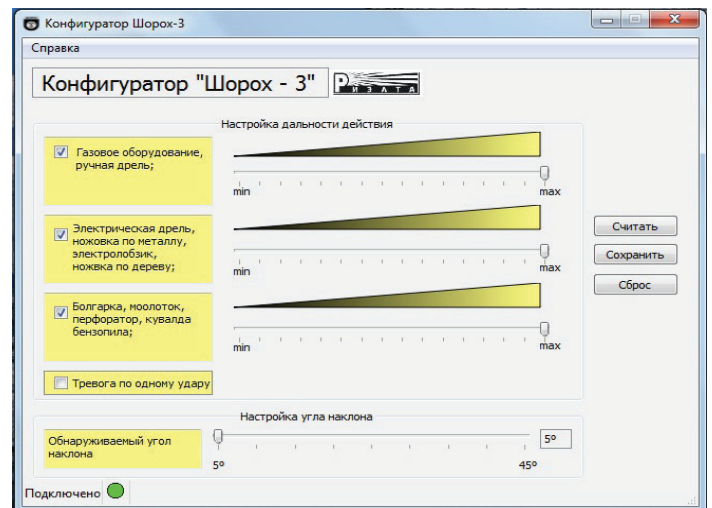 Конфигуратор Шорох-3
Справка
Конфигуратор "Шорох - 3"
РИЭЛТА
Настройка дальности действия
Газовое оборудование,
ручная дрель;
min
max
Электрическая дрель,
ножовка по металлу,
электролобзик,
ножвка по дереву;
min
max
Болгарка, моолоток,
перфоратор, кувалда
бензопила;
min
max
Тревога по одному удару
Считать
Сохранить
Сброс
Настройка угла наклона
Обнаруживаемый угол
наклона
5º
45º
5º
Подключено